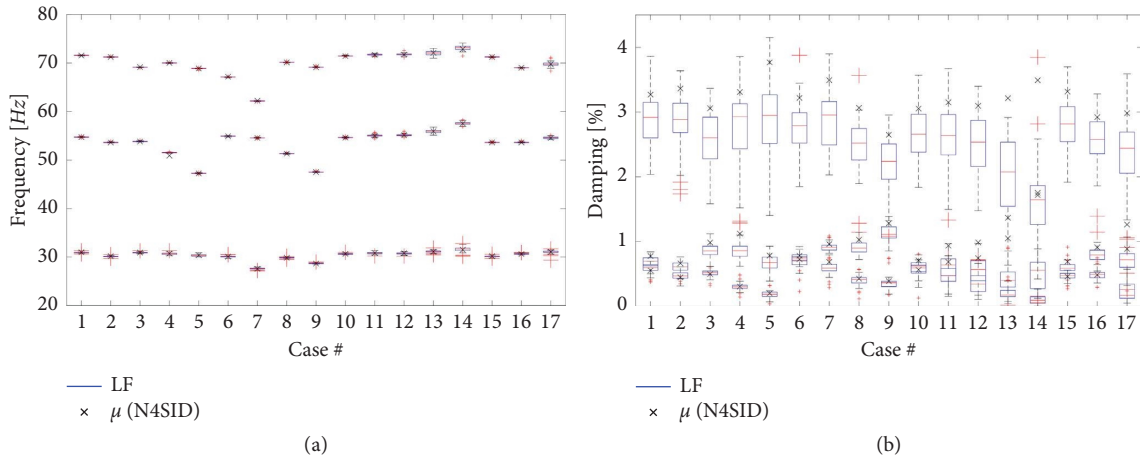 80
70
60
50
40
30
20
Frequency [Hz]
1 2 3 4 5 6 7 8 9 10 11 12 13 14 15 16 17
Case #
LF
μ (N4SID)
(a)
4
3
2
1
0
Damping [%]
1 2 3 4 5 6 7 8 9 10 11 12 13 14 15 16 17
Case #
LF
μ (N4SID)
(b)